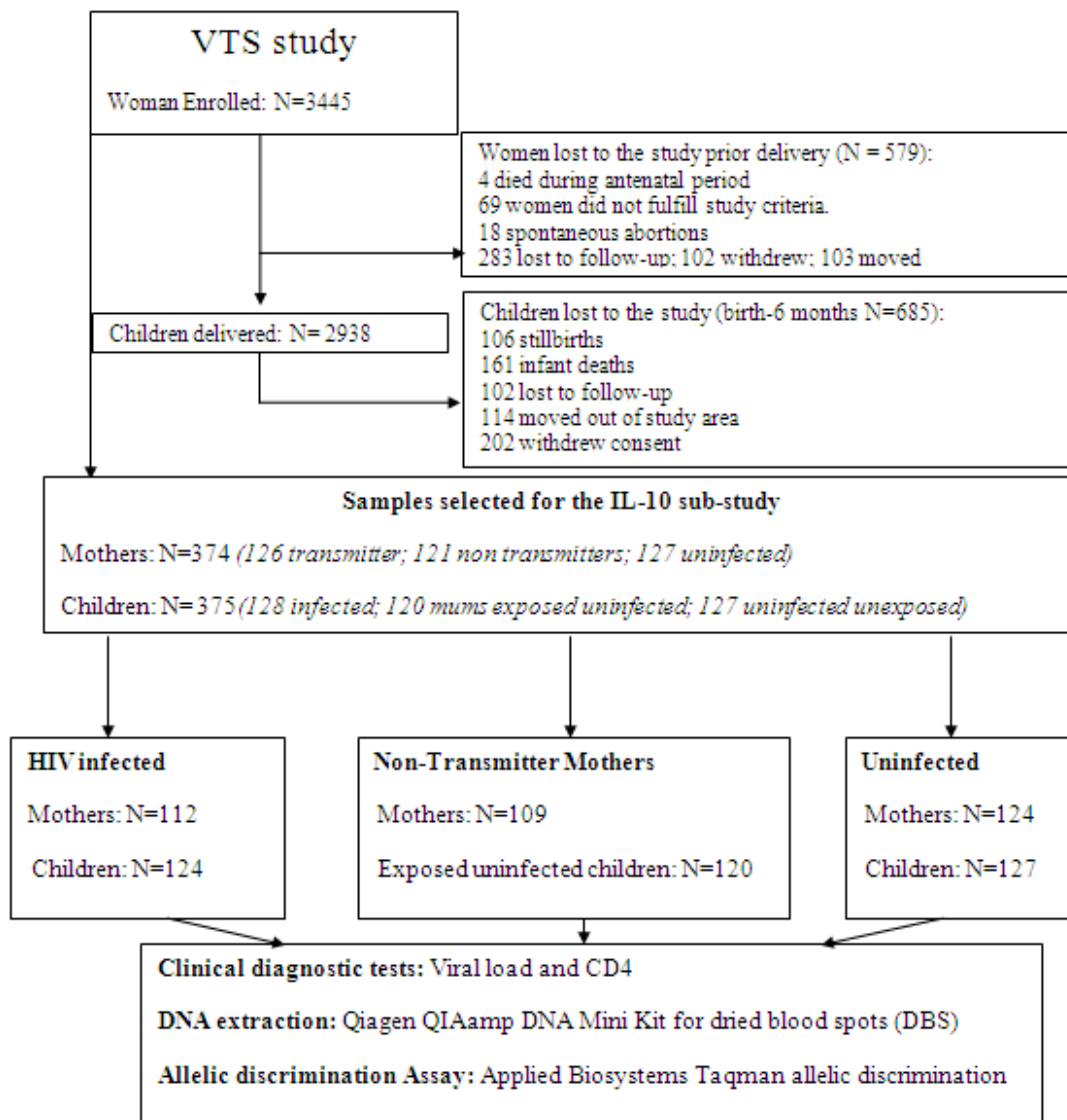 VTS study
Woman Enrolled: N=3445
Women lost to the study prior delivery (N = 579):
4 died during antenatal period
69 women did not fulfill study criteria.
18 spontaneous abortions
283 lost to follow-up; 102 withdrew; 103 moved
Children delivered: N= 2938
Children lost to the study (birth-6 months N=685):
106 stillbirths
161 infant deaths
102 lost to follow-up
114 moved out of study area
202 withdrew consent
Samples selected for the IL-10 sub-study
Mothers: N=374 (126 transmitter; 121 non transmitters; 127 uninfected)
Children: N=375 (128 infected; 120 mums exposed uninfected; 127 uninfected unexposed)
HIV infected
Mothers: N=112
Children: N=124
Non-Transmitter Mothers
Mothers: N=109
Exposed uninfected children: N=120
Uninfected
Mothers: N=124
Children: N=127
Clinical diagnostic tests: Viral load and CD4
DNA extraction: Qiagen QIAamp DNA Mini Kit for dried blood spots (DBS)
Allelic discrimination Assay: Applied Biosystems Taqman allelic discrimination